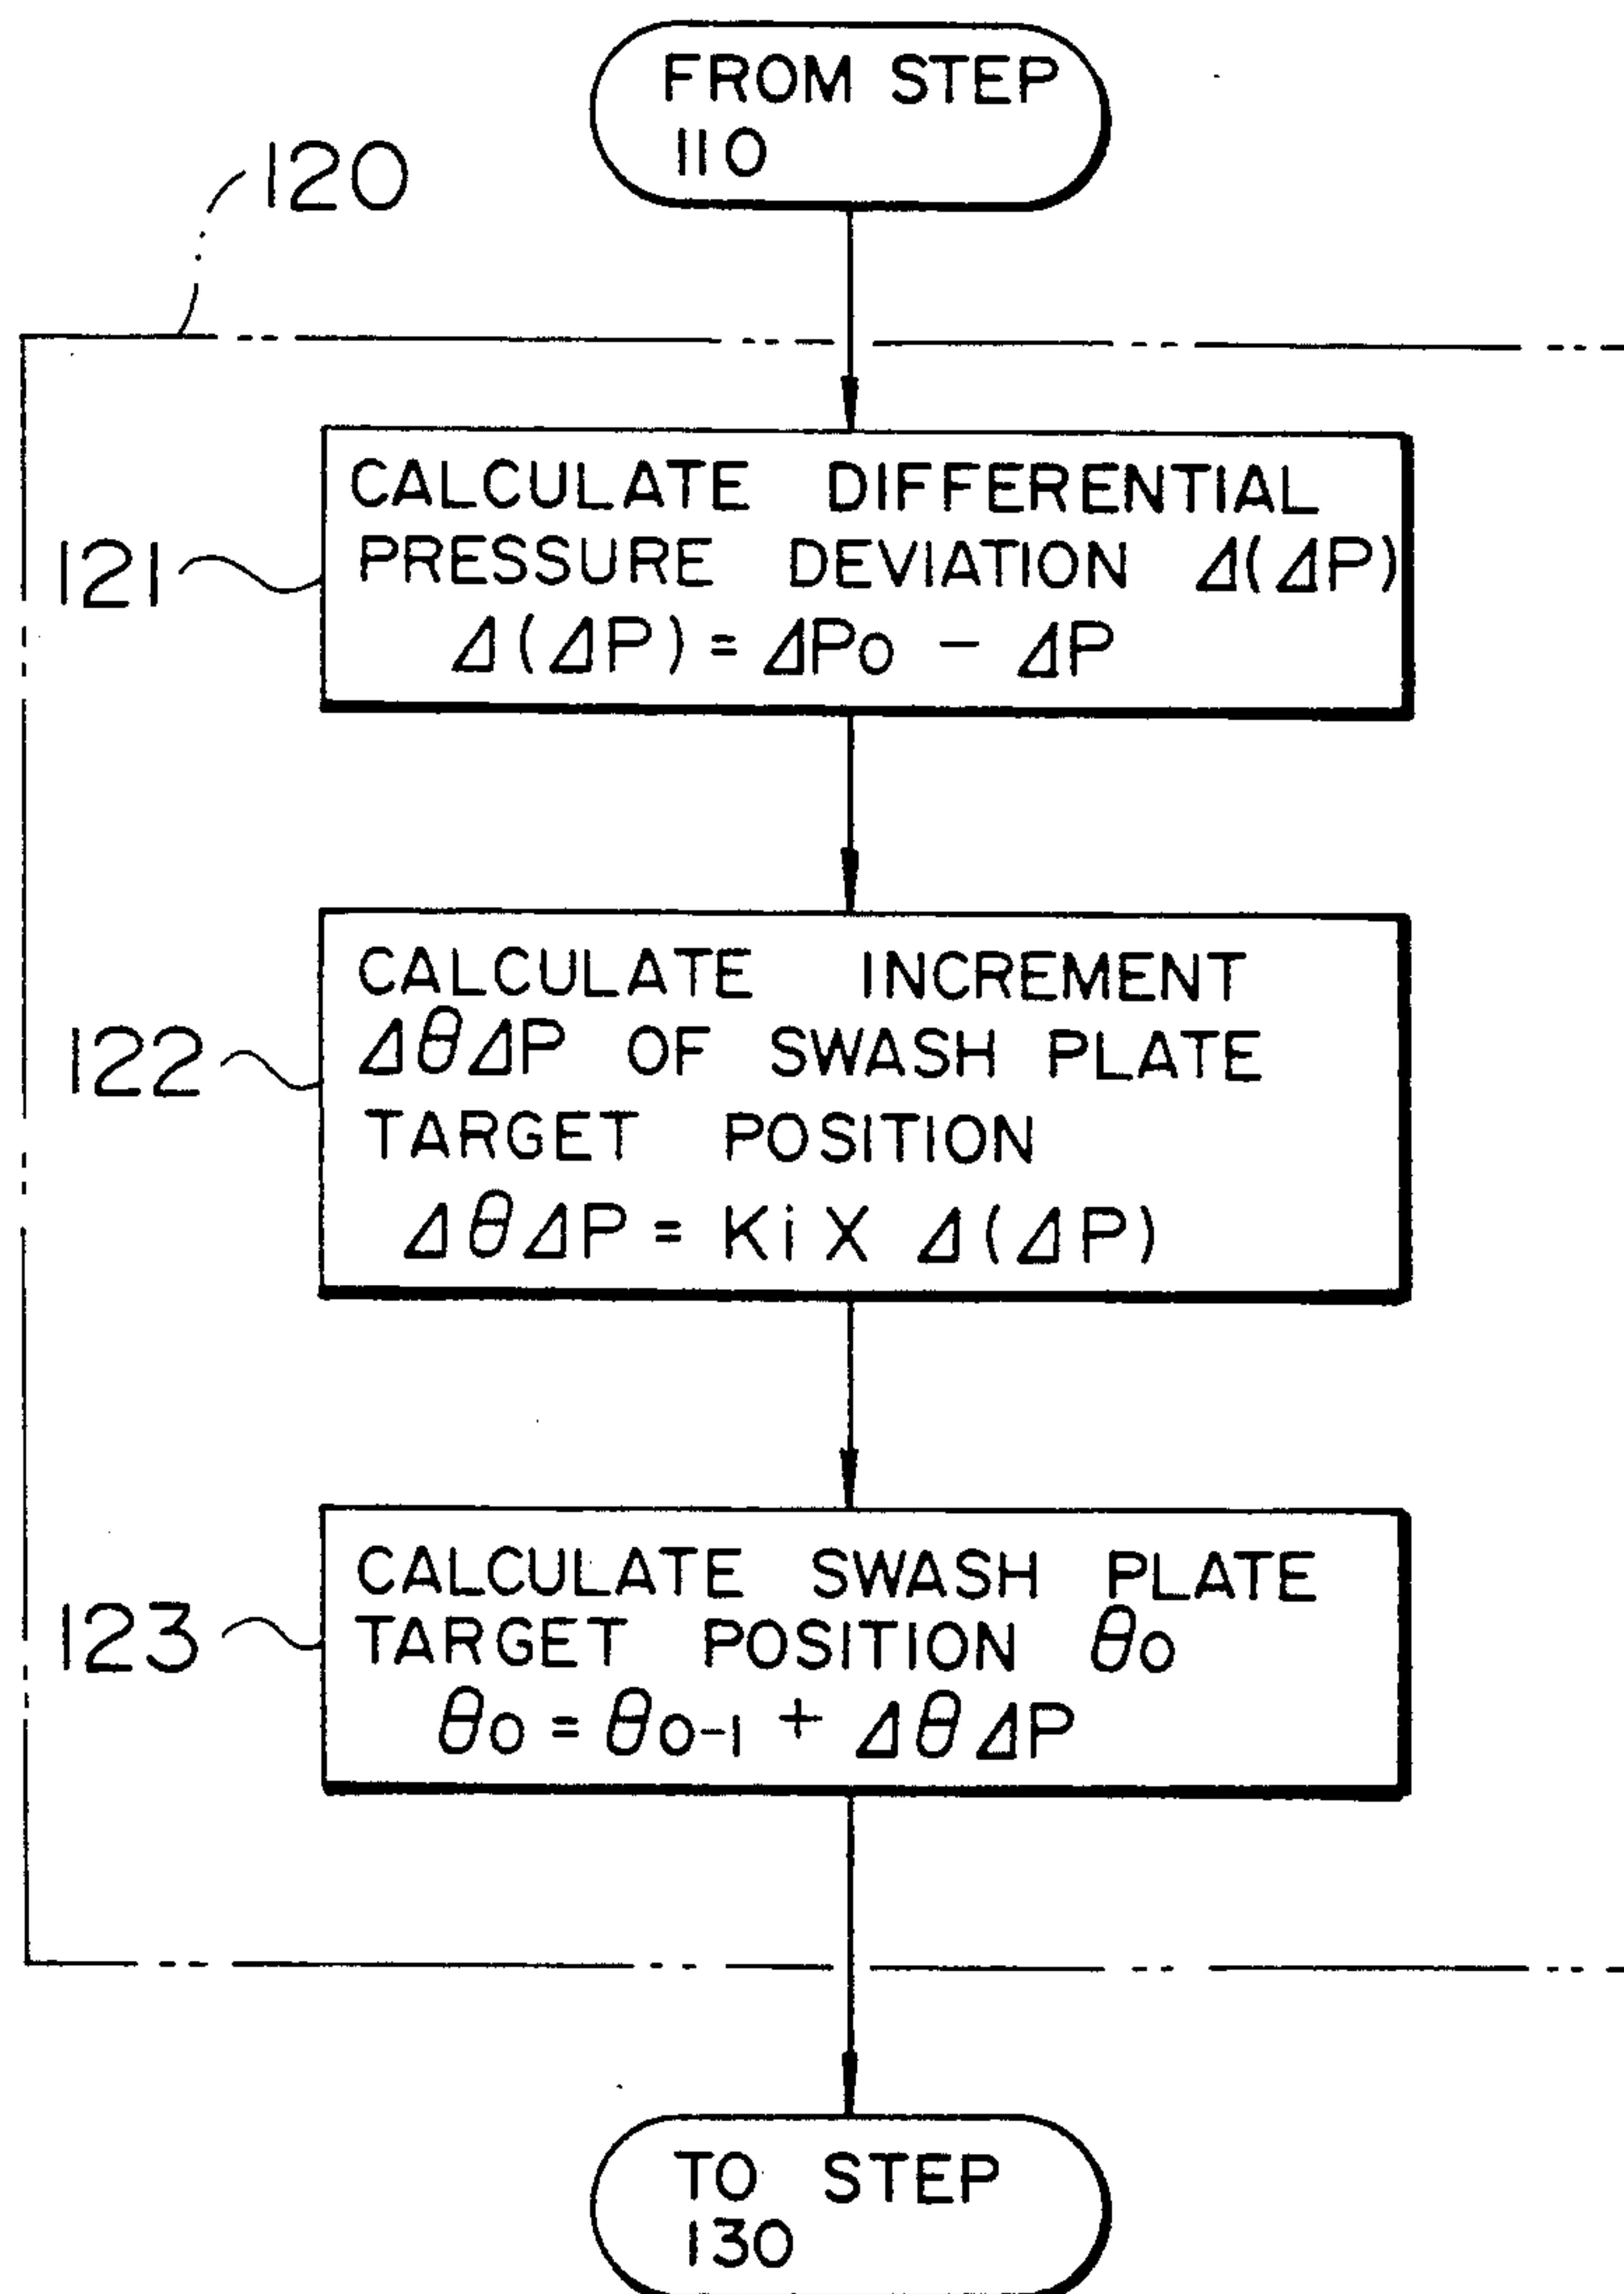 FROM STEP
110
120
CALCULATE DIFFERENTIAL
PRESSURE DEVIATION Δ(ΔP)
121
Δ(ΔP) = ΔPo - ΔP
CALCULATE INCREMENT
ΔθΔP OF SWASH PLATE
122
TARGET POSITION
ΔθΔP = Ki X Δ(ΔP)
CALCULATE SWASH PLATE
TARGET POSITION θo
123
θo = θo-1 + ΔθΔP
TO STEP
130